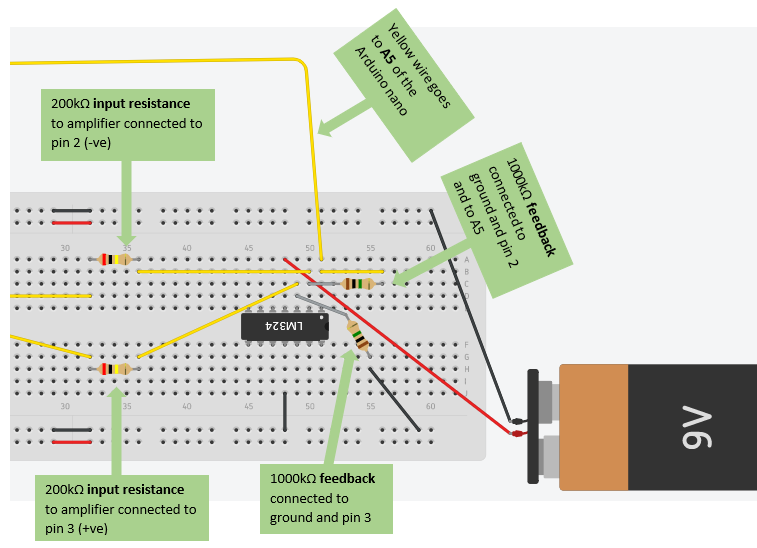 Yellow wire goes
to A5 of the
Arduino nano
200kΩ input resistance
to amplifier connected to
pin 2 (-ve)
1000kΩ feedback
connected to
ground and pin 2
and to A5
30 35 40 45 50 55 60
A
B
C
D
LM324
F
G
H
I
J
30 35 40 45 50 55 60
9V
200kΩ input resistance
to amplifier connected to
pin 3 (+ve)
1000kΩ feedback
connected to
ground and pin 3